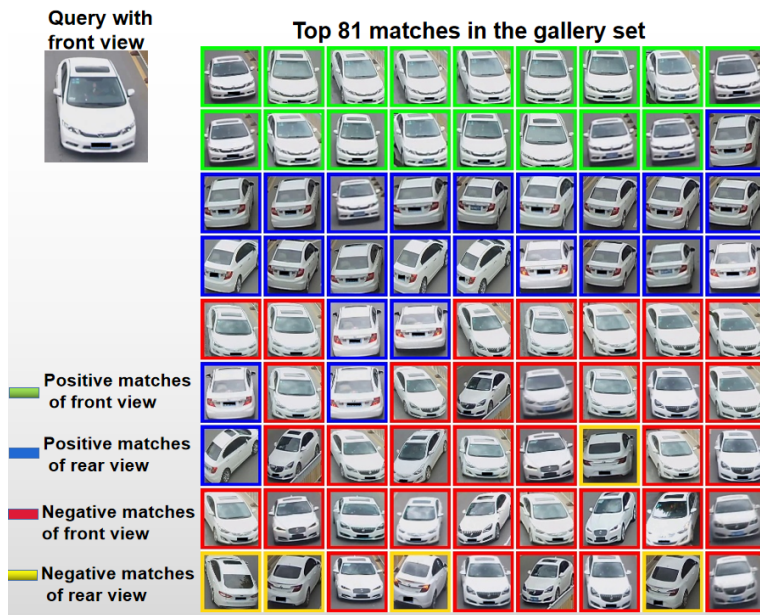 Query with
front view
Top 81 matches in the gallery set
Positive matches
of front view
Positive matches
of rear view
Negative matches
of front view
Negative matches
of rear view